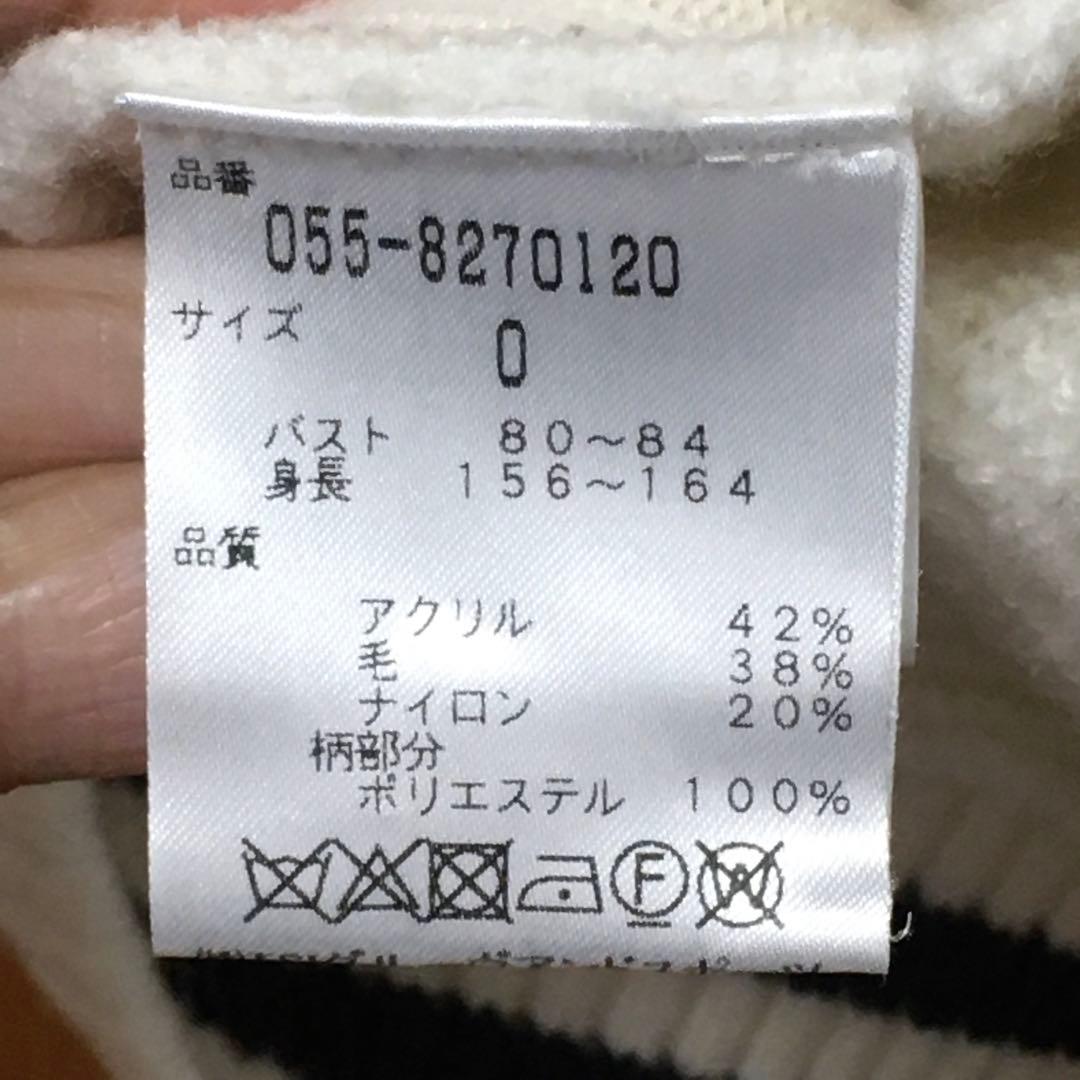 品番
055-8270120
サイズ
0
バスト 80~84
身長 156~164
品質
アクリル 42%
毛 38%
ナイロン 20%
柄部分
ポリエステル 100%
F W